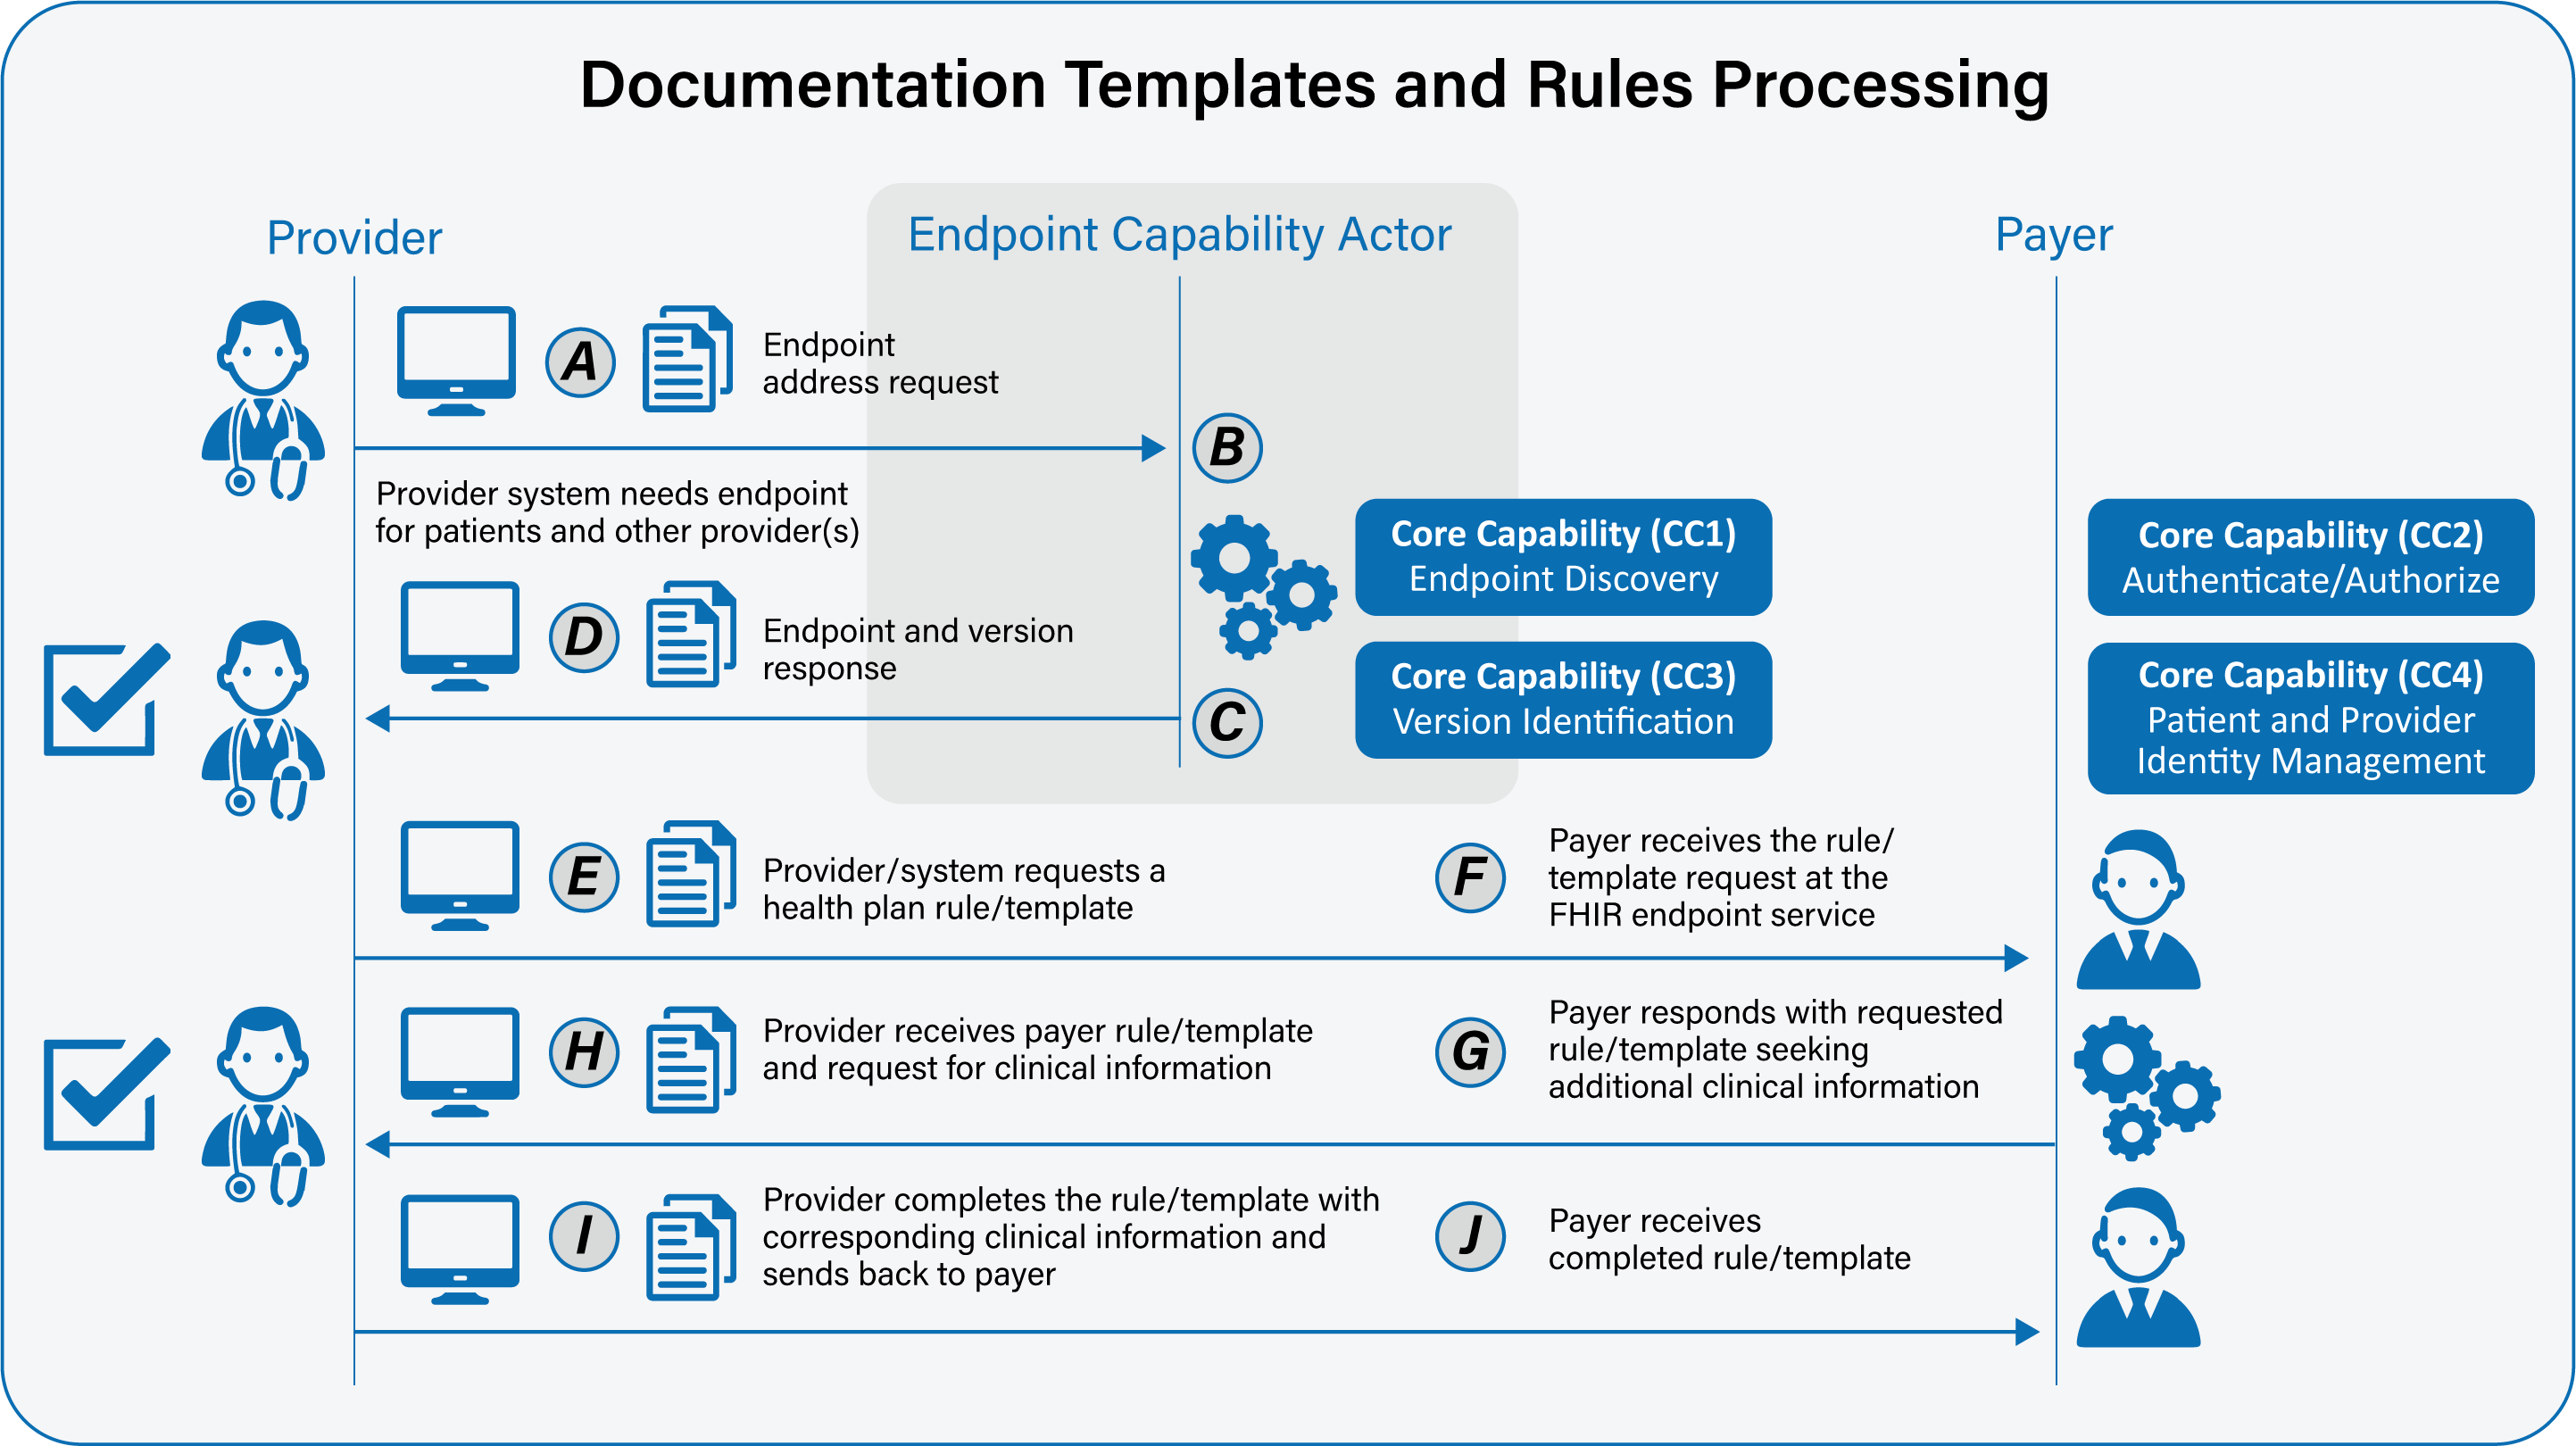 Documentation Templates and Rules Processing
Provider
Endpoint Capability Actor
Payer
A
Endpoint
address request
B
Provider system needs endpoint
for patients and other provider(s)
Core Capability (CC1)
Endpoint Discovery
Core Capability (CC2)
Authenticate/Authorize
D
Endpoint and version
response
C
Core Capability (CC3)
Version Identification
Core Capability (CC4)
Patient and Provider
Identity Management
E
Provider/system requests a
health plan rule/template
F
Payer receives the rule/
template request at the
FHIR endpoint service
H
Provider receives payer rule/template
and request for clinical information
G
Payer responds with requested
rule/template seeking
additional clinical information
I
Provider completes the rule/template with
corresponding clinical information and
sends back to payer
J
Payer receives
completed rule/template